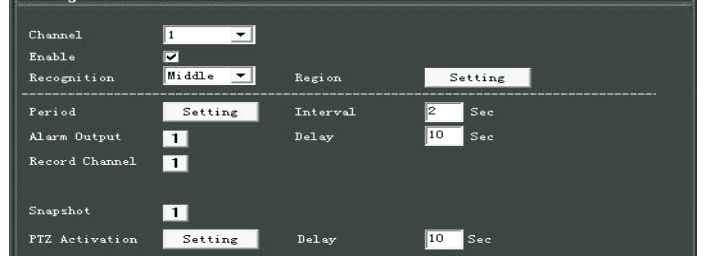 Channel 1
Enable
Recognition Middle Region Setting
Period Setting Interval 2 Sec
Alarm Output 1 Delay 10 Sec
Record Channel 1
Snapshot 1
PTZ Activation Setting Delay 10 Sec